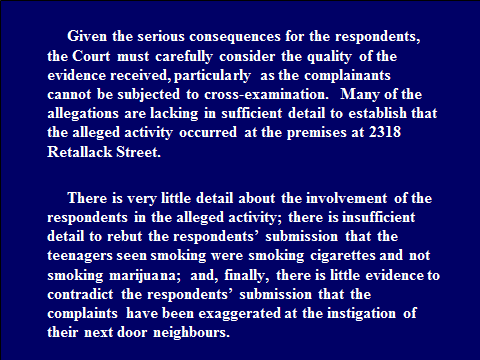 Given the serious consequences for the respondents,
the Court must carefully consider the quality of the
evidence received, particularly as the complainants
cannot be subjected to cross-examination. Many of the
allegations are lacking in sufficient detail to establish that
the alleged activity occurred at the premises at 2318
Retallack Street.
There is very little detail about the involvement of the
respondents in the alleged activity; there is insufficient
detail to rebut the respondents’ submission that the
teenagers seen smoking were smoking cigarettes and not
smoking marijuana; and, finally, there is little evidence to
contradict the respondents’ submission that the
complaints have been exaggerated at the instigation of
their next door neighbours.